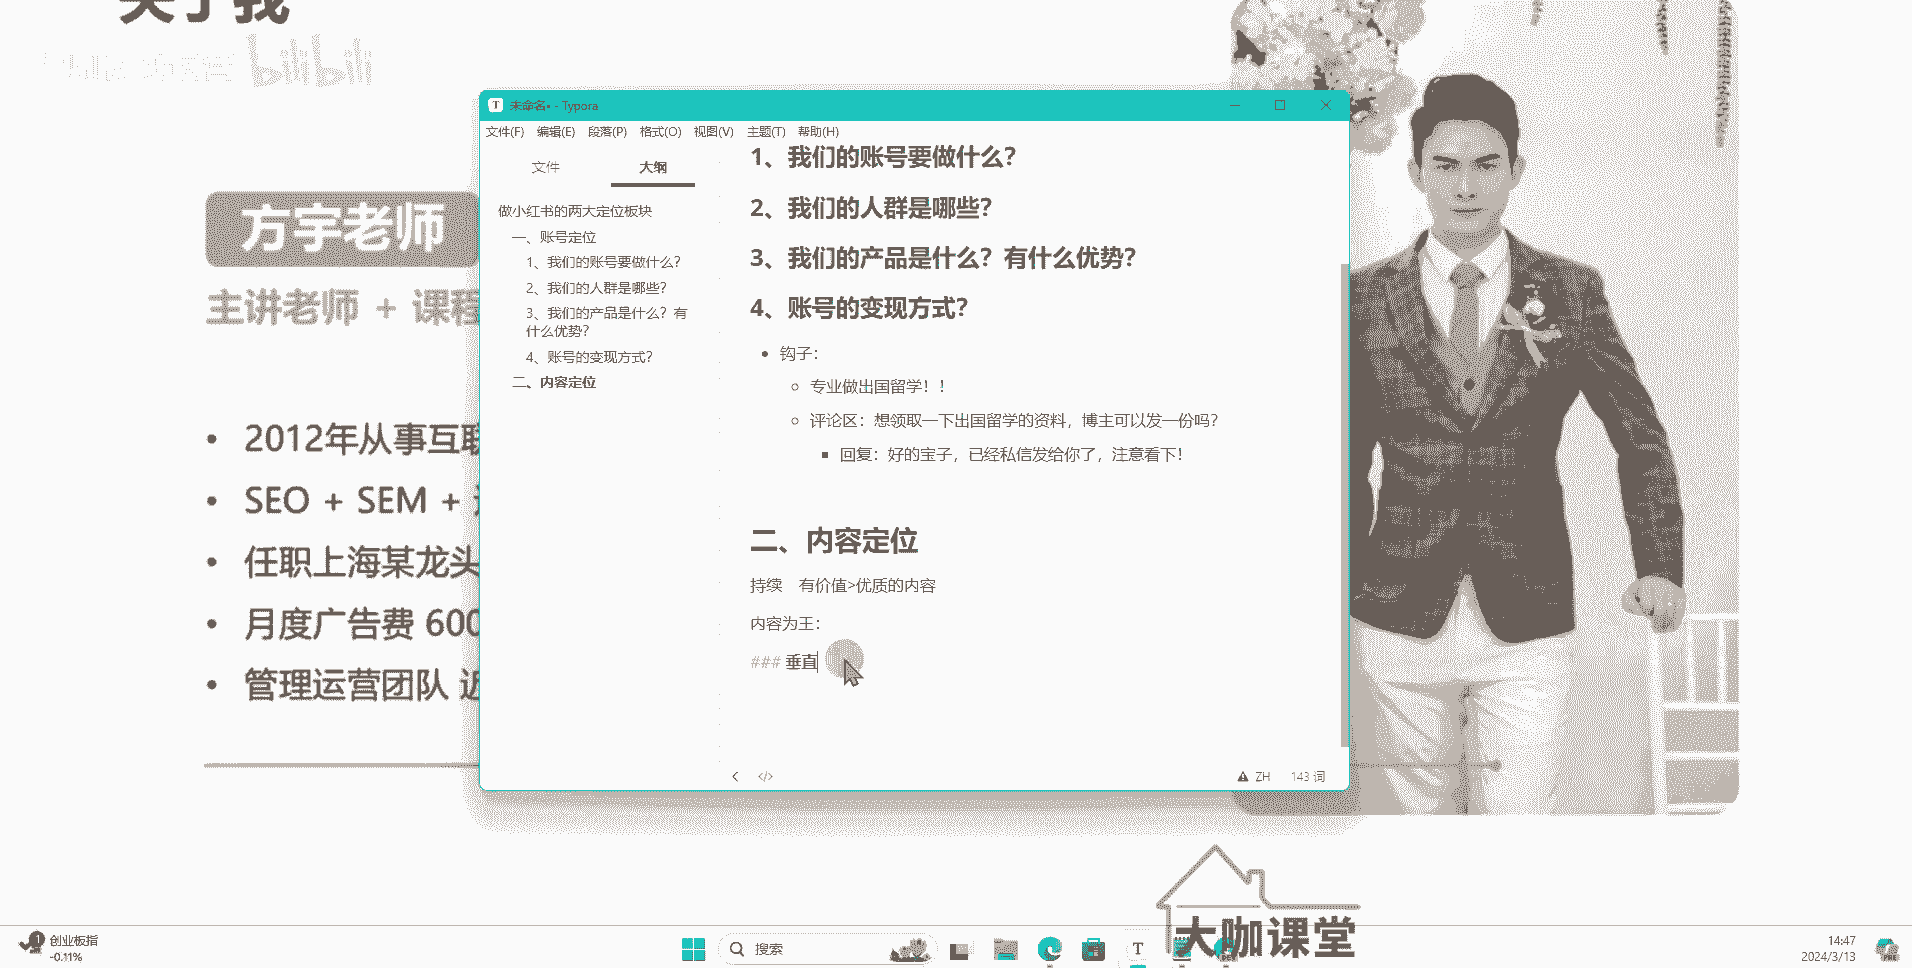 关于我
bilibili
方宇老师
主讲老师 + 课程
• 2012年从事互联
• SEO + SEM +
• 任职上海某龙头
• 月度广告费 600
• 管理运营团队 近
未命名• - Typora
文件(F) 编辑(E) 段落(P) 格式(O) 视图(V) 主题(T) 帮助(H)
文件 大纲
做小红书的两大定位板块
一、账号定位
1、我们的账号要做什么？
2、我们的人群是哪些？
3、我们的产品是什么？有
什么优势？
4、账号的变现方式？
二、内容定位
1、我们的账号要做什么？
2、我们的人群是哪些？
3、我们的产品是什么？有什么优势？
4、账号的变现方式？
• 钩子：
专业做出国留学！！
评论区：想领取一下出国留学的资料，博主可以发一份吗？
回复：好的宝子，已经私信发给你了，注意看下！
二、内容定位
持续 有价值>优质的内容
内容为王：
### 垂直
ZH 143 词
大咖课堂
创业板指
-0.11%
搜索
14:47
2024/3/13